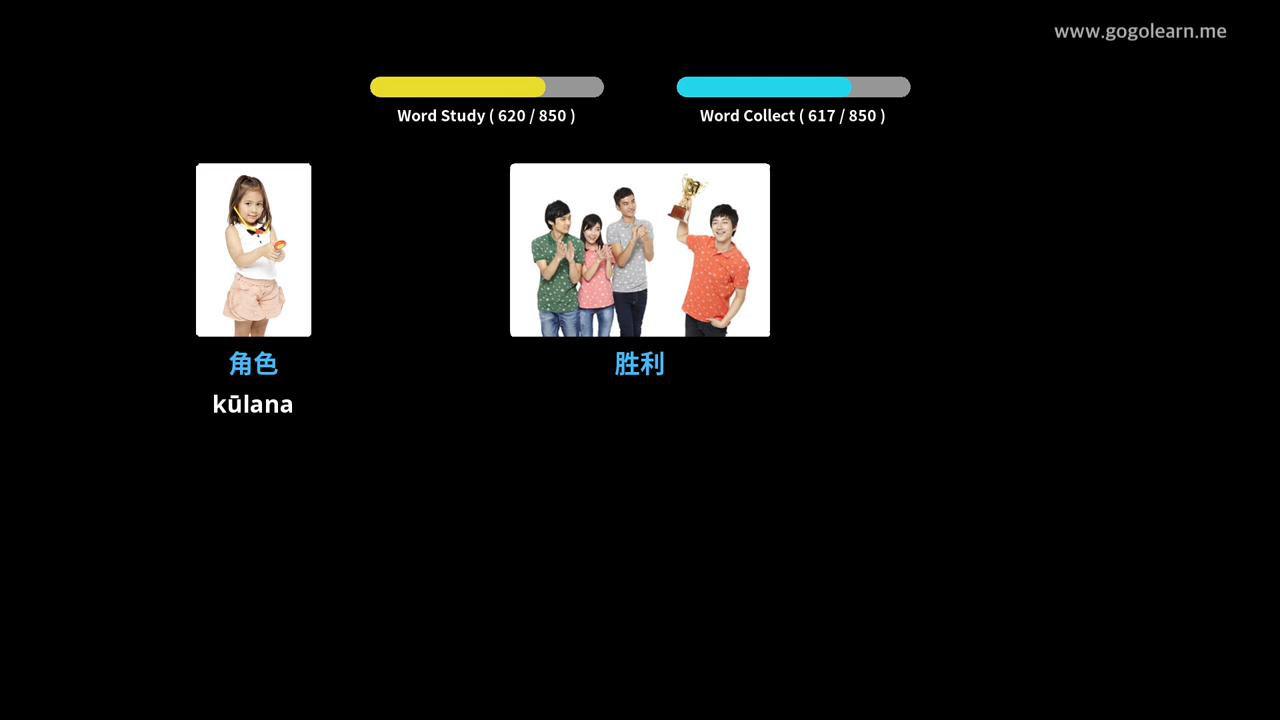 www.gogolearn.me
Word Study ( 620 / 850 )
Word Collect ( 617 / 850 )
角色
胜利
kūlana